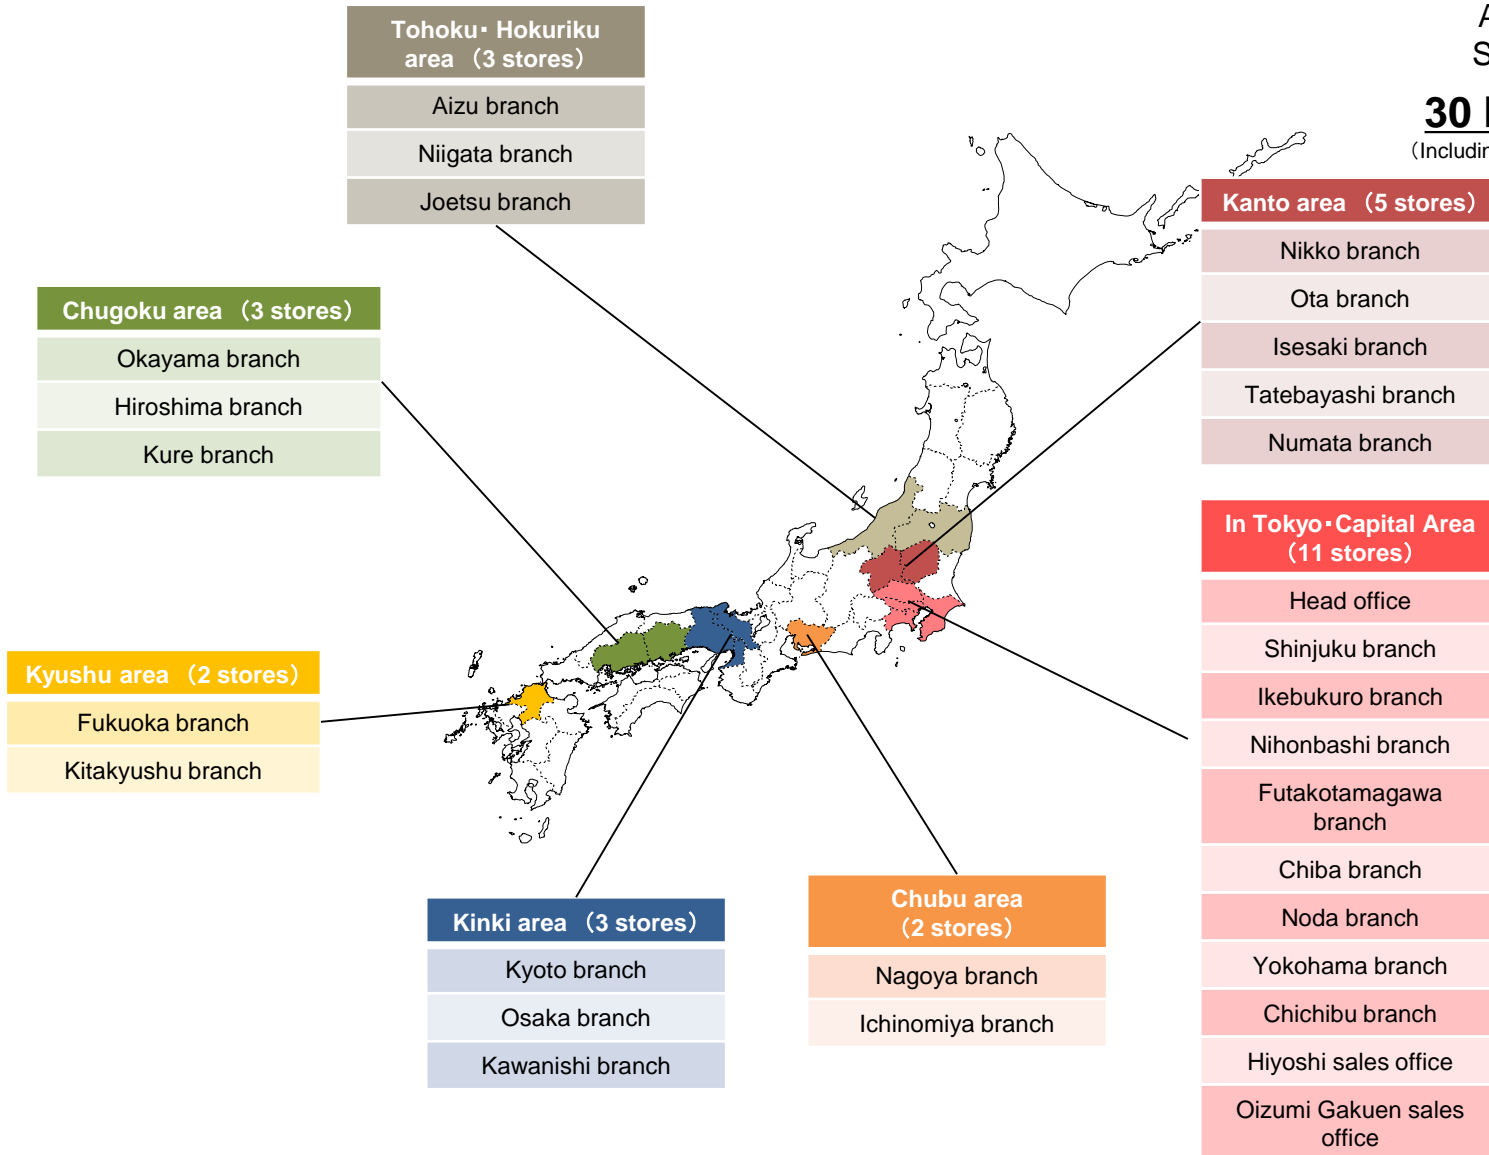 Tohoku・Hokuriku
area （3 stores）
Aizu branch
Niigata branch
Joetsu branch
30
Kanto area （5 stores）
Nikko branch
Ota branch
Isesaki branch
Tatebayashi branch
Numata branch
Chugoku area （3 stores）
Okayama branch
Hiroshima branch
Kure branch
In Tokyo・Capital Area
（11 stores）
Head office
Shinjuku branch
Ikebukuro branch
Nihonbashi branch
Futakotamagawa
branch
Chiba branch
Noda branch
Yokohama branch
Chichibu branch
Hiyoshi sales office
Oizumi Gakuen sales
office
Kyushu area （2 stores）
Fukuoka branch
Kitakyushu branch
Kinki area （3 stores）
Kyoto branch
Osaka branch
Kawanishi branch
Chubu area
（2 stores）
Nagoya branch
Ichinomiya branch